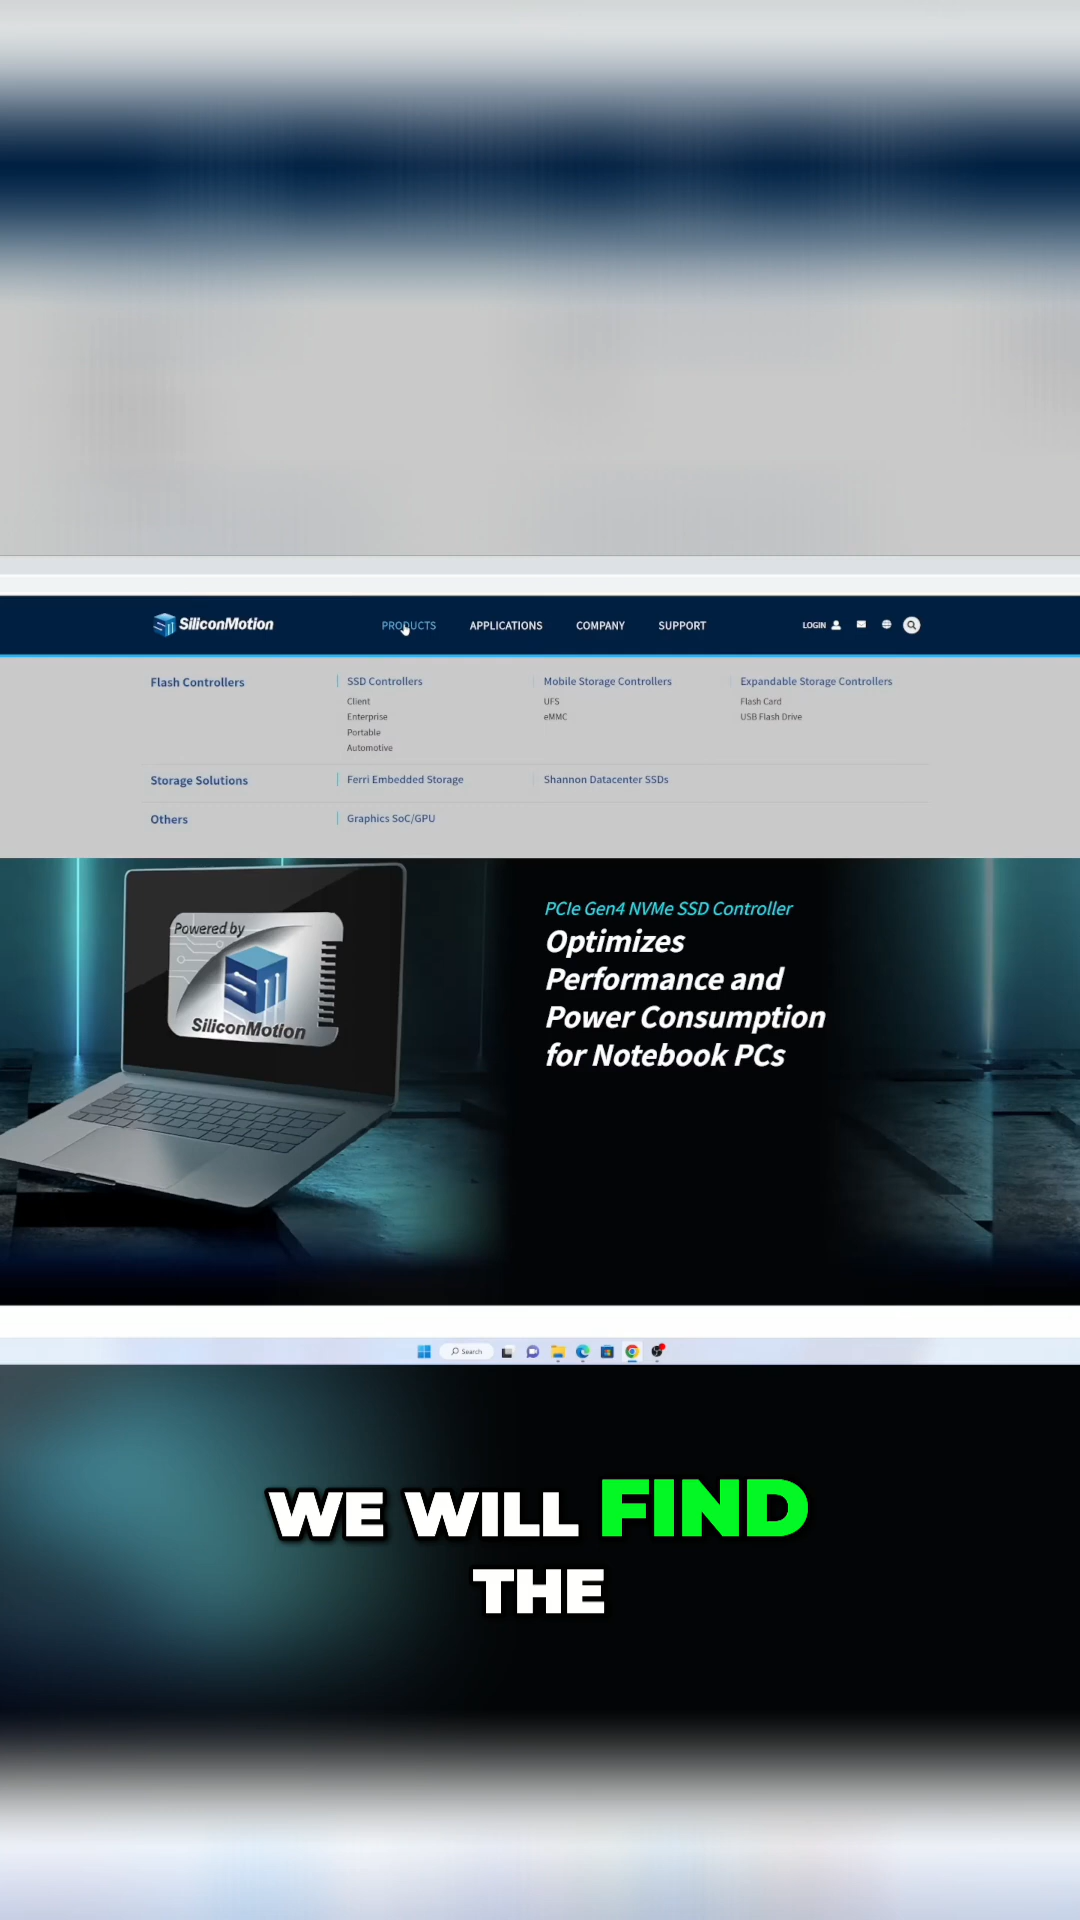 SiliconMotion
PRODUCTS
APPLICATIONS
COMPANY
SUPPORT
LOGIN
Flash Controllers
SSD Controllers
Client
Enterprise
Portable
Automotive
Mobile Storage Controllers
UFS
eMMC
Expandable Storage Controllers
Flash Card
USB Flash Drive
Storage Solutions
Ferri Embedded Storage
Shannon Datacenter SSDs
Others
Graphics SoC/GPU
Powered by
SiliconMotion
PCIe Gen4 NVMe SSD Controller
Optimizes
Performance and
Power Consumption
for Notebook PCs
Search
WE WILL FIND
THE